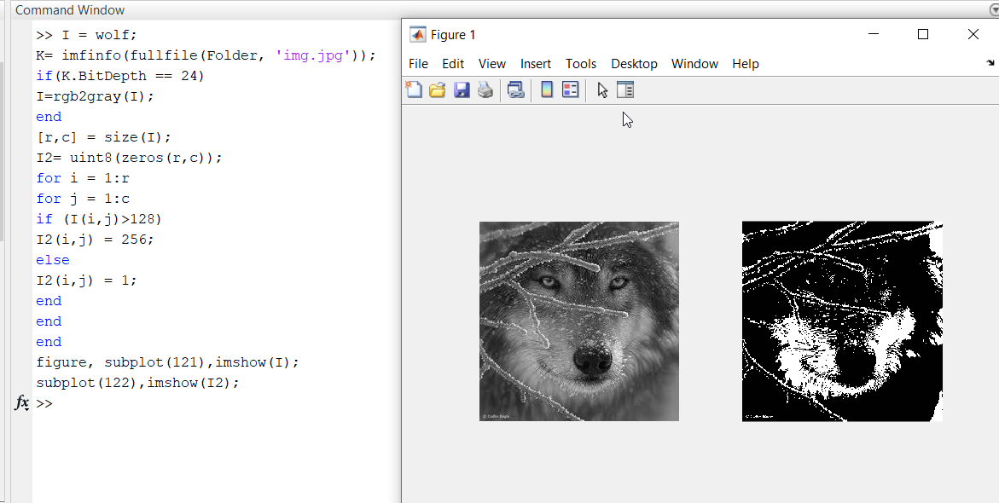 Command Window
>> I = wolf;
K= imfinfo(fullfile(Folder, 'img.jpg'));
if(K.BitDepth == 24)
I=rgb2gray(I);
end
[r,c] = size(I);
I2= uint8(zeros(r,c));
for i = 1:r
for j = 1:c
if (I(i,j)>128)
I2(i,j) = 256;
else
I2(i,j) = 1;
end
end
end
figure, subplot(121),imshow(I);
subplot(122),imshow(I2);
fx >>
Figure 1
File Edit View Insert Tools Desktop Window Help